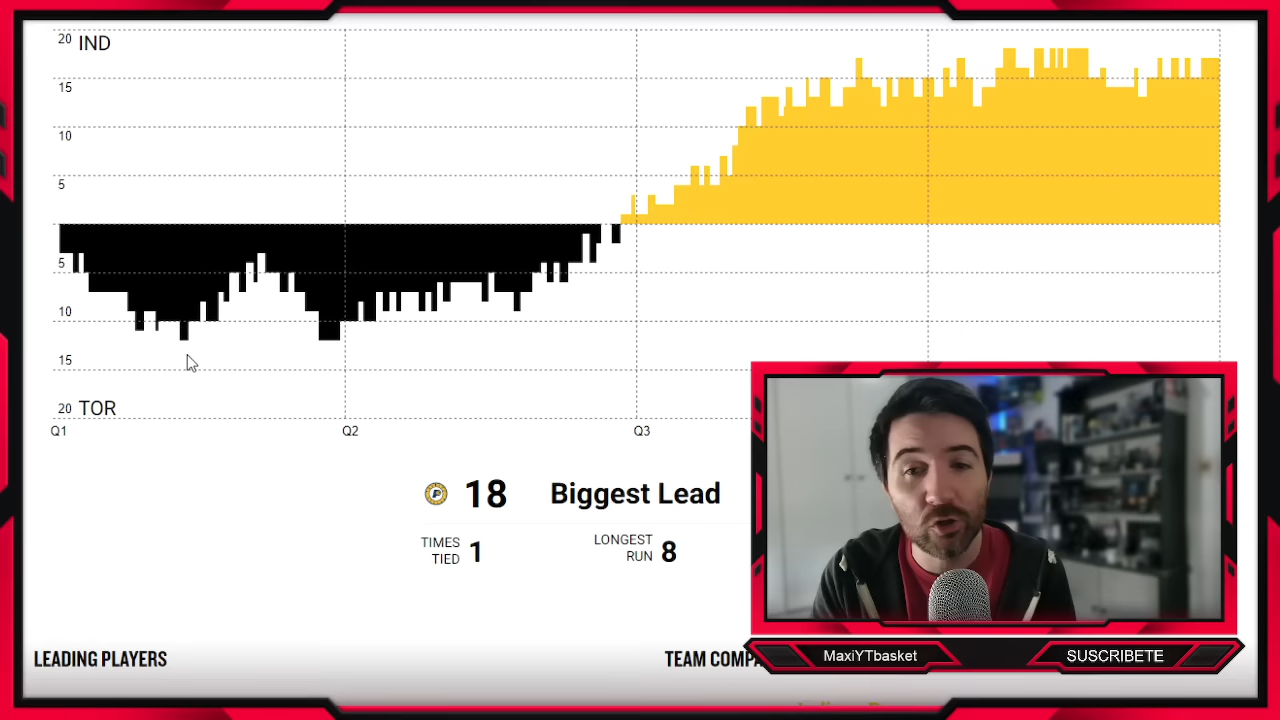 20 IND
15
10
5
5
10
15
20 TOR
Q1 Q2 Q3
18 Biggest Lead
TIMES TIED 1
LONGEST RUN 8
LEADING PLAYERS
TEAM COMPA
MaxiYTbasket
SUSCRIBETE